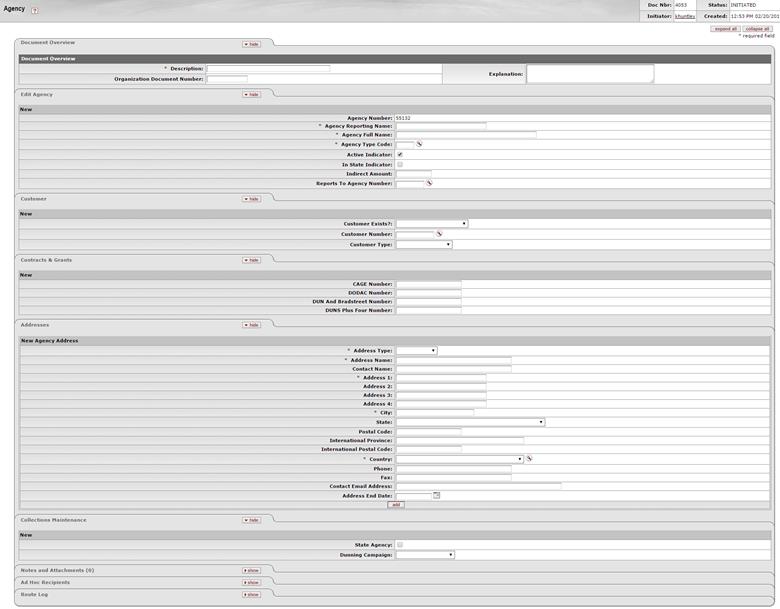 Agency ?
Doc Nbr: 4053 Status: INITIATED
Initiator: khuntley Created: 12:53 PM 02/20/201
expand all collapse all
* required field
Document Overview hide
Document Overview
* Description: Explanation:
Organization Document Number:
Edit Agency hide
New
Agency Number: 55132
* Agency Reporting Name:
* Agency Full Name:
* Agency Type Code:
Active Indicator:
In State Indicator:
Indirect Amount:
Reports To Agency Number:
Customer hide
New
Customer Exists?:
Customer Number:
Customer Type:
Contracts & Grants hide
New
CAGE Number:
DODAC Number:
DUN And Bradstreet Number:
DUNS Plus Four Number:
Addresses hide
New Agency Address
* Address Type:
* Address Name:
Contact Name:
* Address 1:
Address 2:
Address 3:
Address 4:
* City:
State:
Postal Code:
International Province:
International Postal Code:
* Country:
Phone:
Fax:
Contact Email Address:
Address End Date:
add
Collections Maintenance hide
New
State Agency:
Dunning Campaign:
Notes and Attachments (0) show
Ad Hoc Recipients show
Route Log show